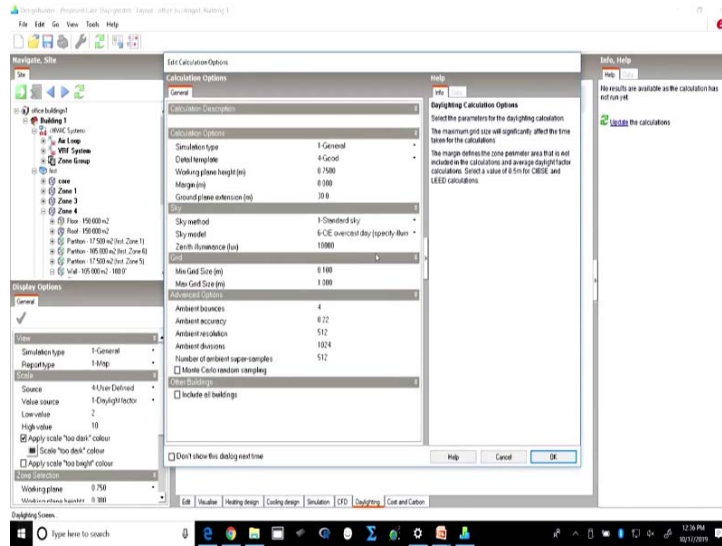 File Edit Go View Tools Help
Navigate, Site
Site
office buildings1
Building 1
HVAC System
Air Loop
VRF System
Zone Group
core
Zone 1
Zone 3
Zone 4
Floor - 150.000 m2
Roof - 150.000 m2
Partition - 17.500 m2 (Inst. Zone 1)
Partition - 105.000 m2 (Inst. Zone 6)
Partition - 17.500 m2 (Inst. Zone 5)
Wall - 105.000 m2 - 180.0°
Display Options
General
View
Simulation type 1-General
Report type 1-Map
Scale
Source 4-User Defined
Value source 1-Daylight factor
Low value 2
High value 10
Apply scale "too dark" colour
Scale "too dark" colour
Apply scale "too bright" colour
Zone Selection
Working plane 0.750
Edit Calculation Options
Calculation Options
General
Calculation Description
Calculation Options
Simulation type 1-General
Detail template 4-Good
Working plane height (m) 0.7500
Margin (m) 0.000
Ground plane extension (m) 30.0
Sky
Sky method 1-Standard sky
Sky model 6-CIE overcast day (specify illum
Zenith illuminance (lux) 10000
Grid
Min Grid Size (m) 0.100
Max Grid Size (m) 1.000
Advanced Options
Ambient bounces 4
Ambient accuracy 0.22
Ambient resolution 512
Ambient divisions 1024
Number of ambient super-samples 512
Monte Carlo random sampling
Other Buildings
Include all buildings
Don't show this dialog next time
Help
Info Data
Daylighting Calculation Options
Select the parameters for the daylighting calculation.
The maximum grid size will significantly affect the time
taken for the calculations.
The margin defines the zone perimeter area that is not
included in the calculations and average daylight factor
calculations. Select a value of 0.5m for CIBSE and
LEED calculations.
Help Cancel OK
Info, Help
Help Data
No results are available as the calculation has
not run yet.
Update the calculations
Edit Visualise Heating design Cooling design Simulation CFD Daylighting Cost and Carbon
Daylighting Screen.
Type here to search
12:36 PM
10/17/2019